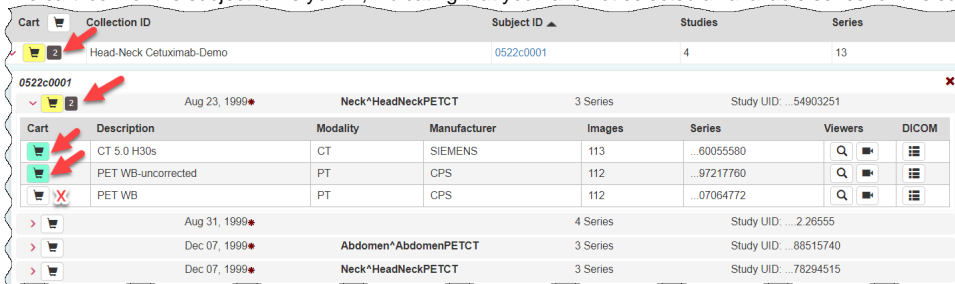 Cart Collection ID Subject ID Studies Series
2 Head-Neck Cetuximab-Demo 0522c0001 4 13
0522c0001
2 Aug 23, 1999* Neck^HeadNeckPETCT 3 Series Study UID: ...54903251
Cart Description Modality Manufacturer Images Series Viewers DICOM
CT 5.0 H30s CT SIEMENS 113 ...60055580
PET WB-uncorrected PT CPS 112 ...97217760
X PET WB PT CPS 112 ...07064772
Aug 31, 1999* 4 Series Study UID: ....2.26555
Dec 07, 1999* Abdomen^AbdomenPETCT 3 Series Study UID: ...88515740
Dec 07, 1999* Neck^HeadNeckPETCT 3 Series Study UID: ...78294515